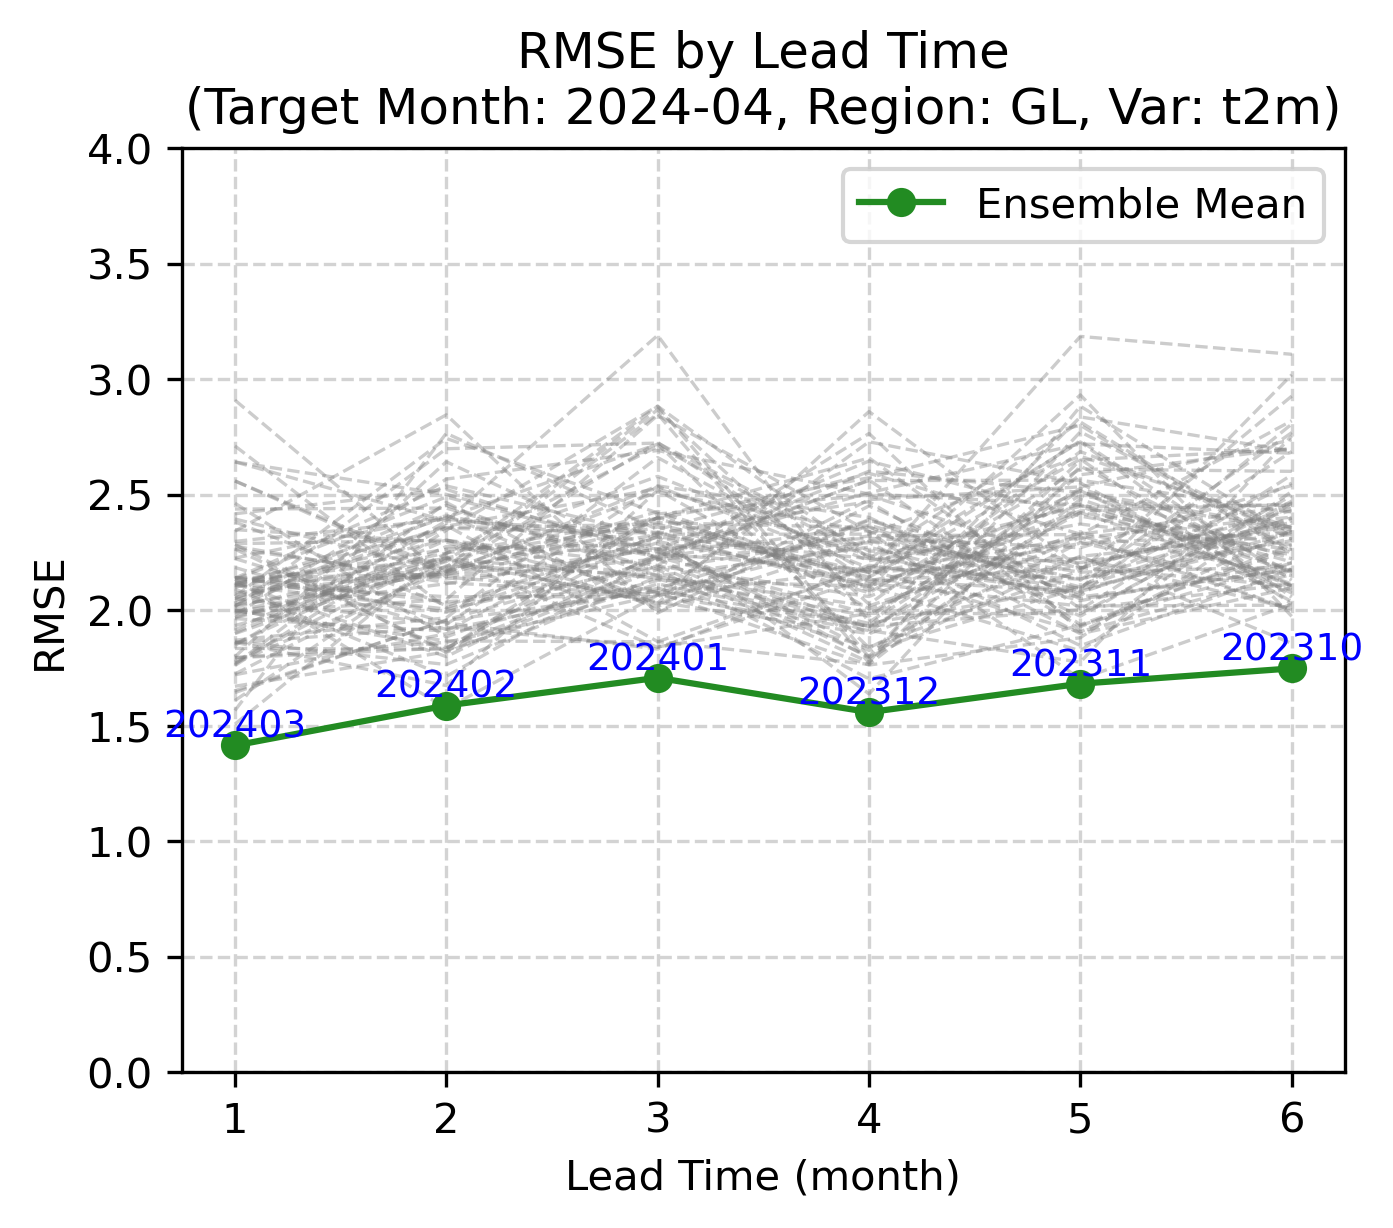 RMSE by Lead Time
(Target Month: 2024-04, Region: GL, Var: t2m)
Ensemble Mean
RMSE
4.0
3.5
3.0
2.5
2.0
1.5
1.0
0.5
0.0
202403
202402
202401
202312
202311
202310
1 2 3 4 5 6
Lead Time (month)